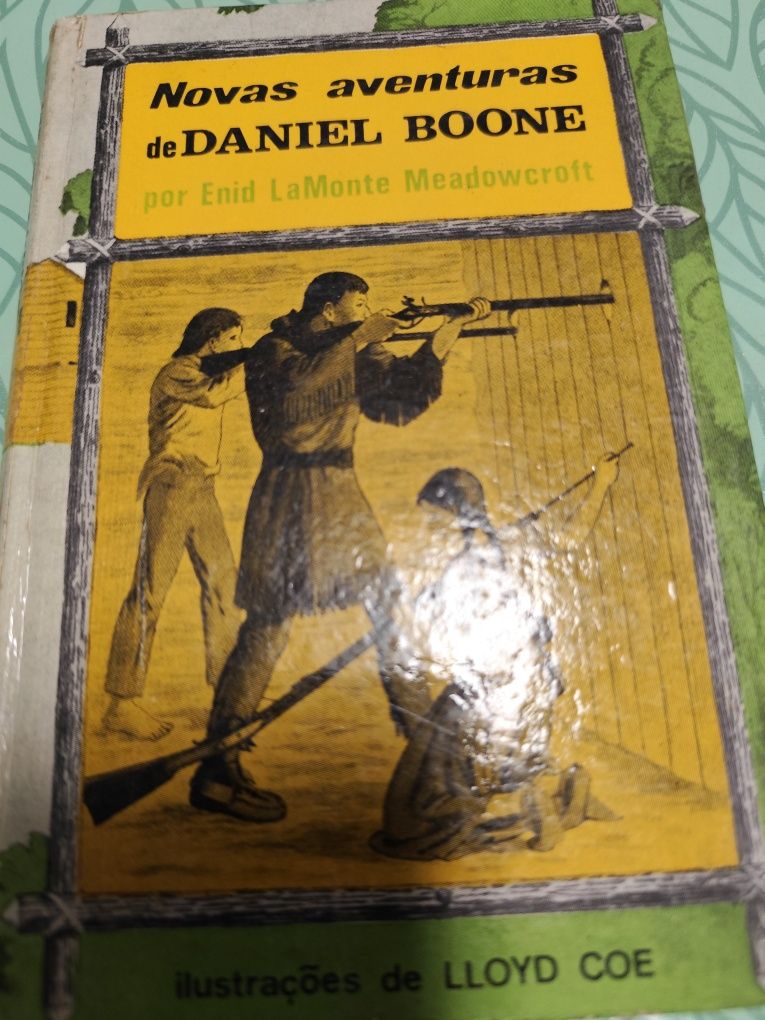 Novas aventuras
de DANIEL BOONE
por Enid LaMonte Meadowcroft
ilustrações de LLOYD COE